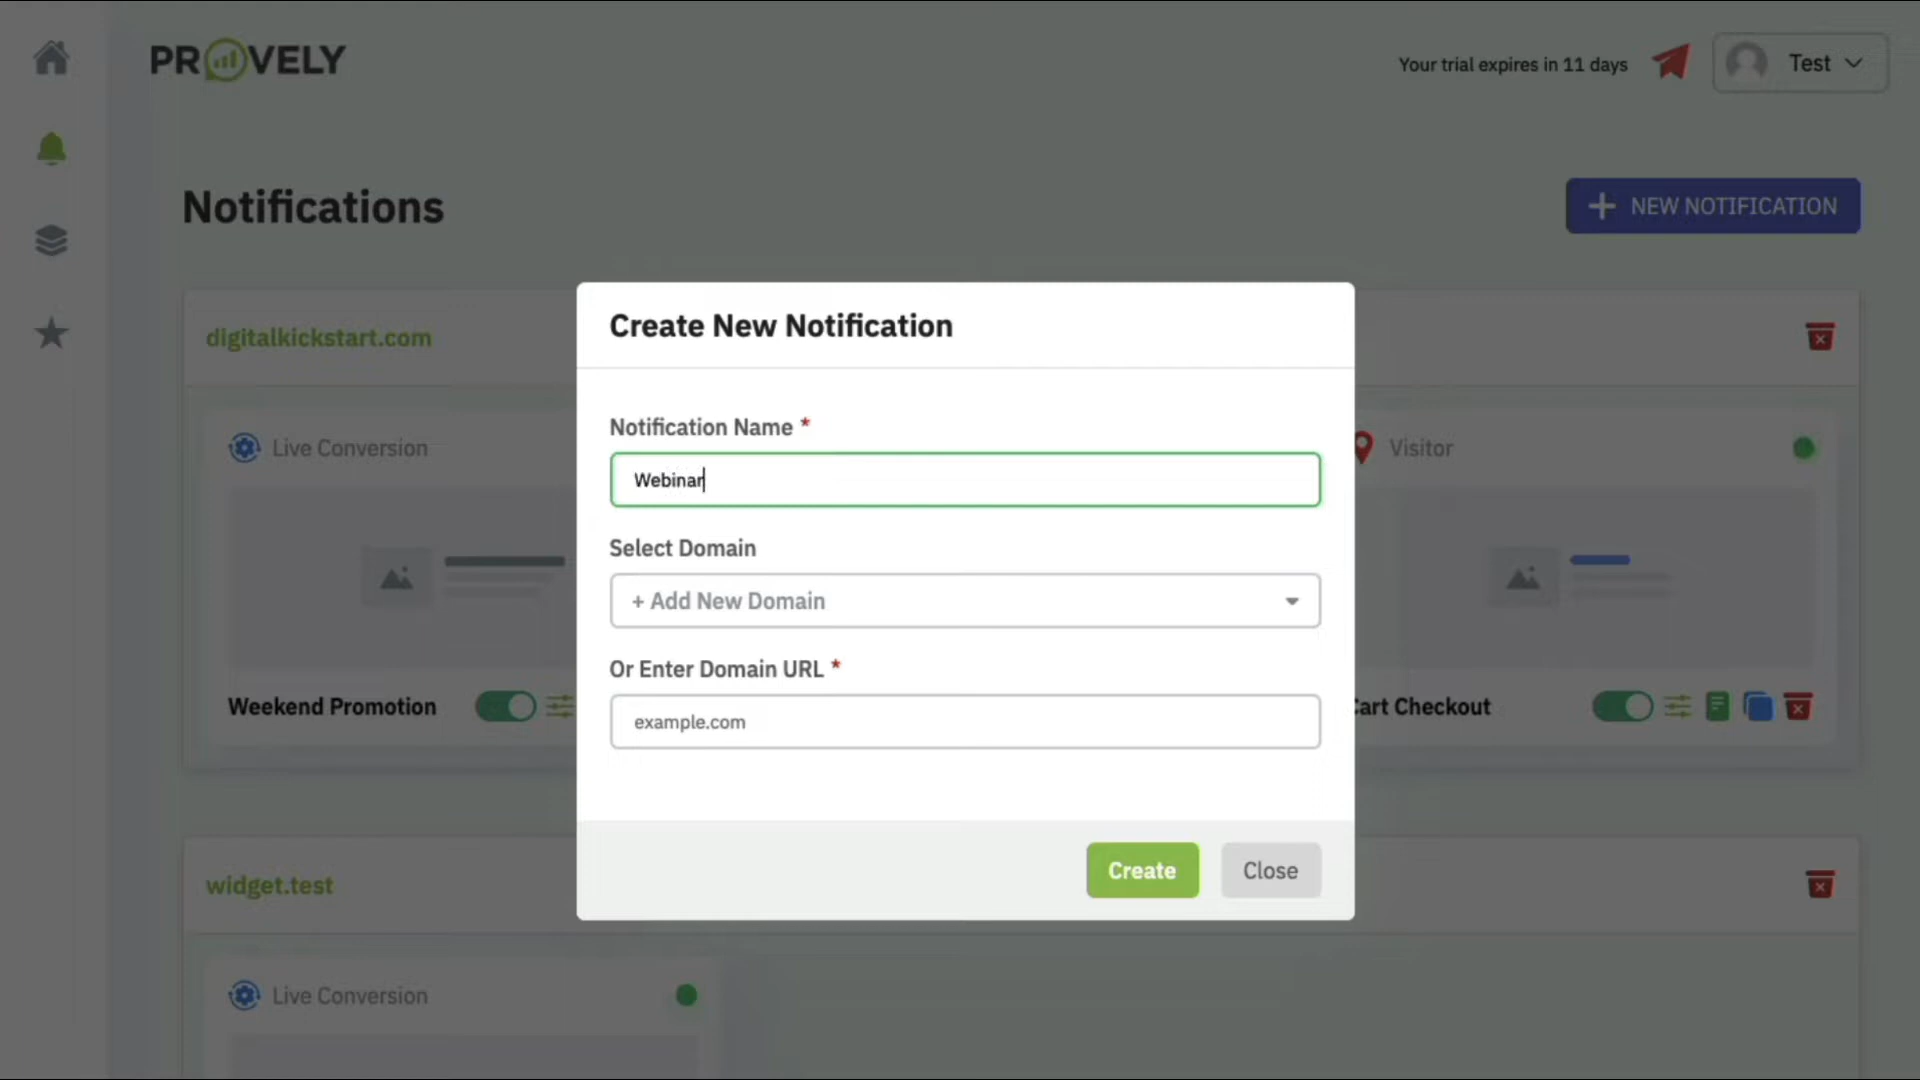 PROVELY
Your trial expires in 11 days
Test
Notifications
+ NEW NOTIFICATION
digitalkickstart.com
Create New Notification
Notification Name *
Live Conversion
Webinar
Visitor
Select Domain
+ Add New Domain
Or Enter Domain URL *
example.com
Weekend Promotion
Cart Checkout
Create
Close
widget.test
Live Conversion